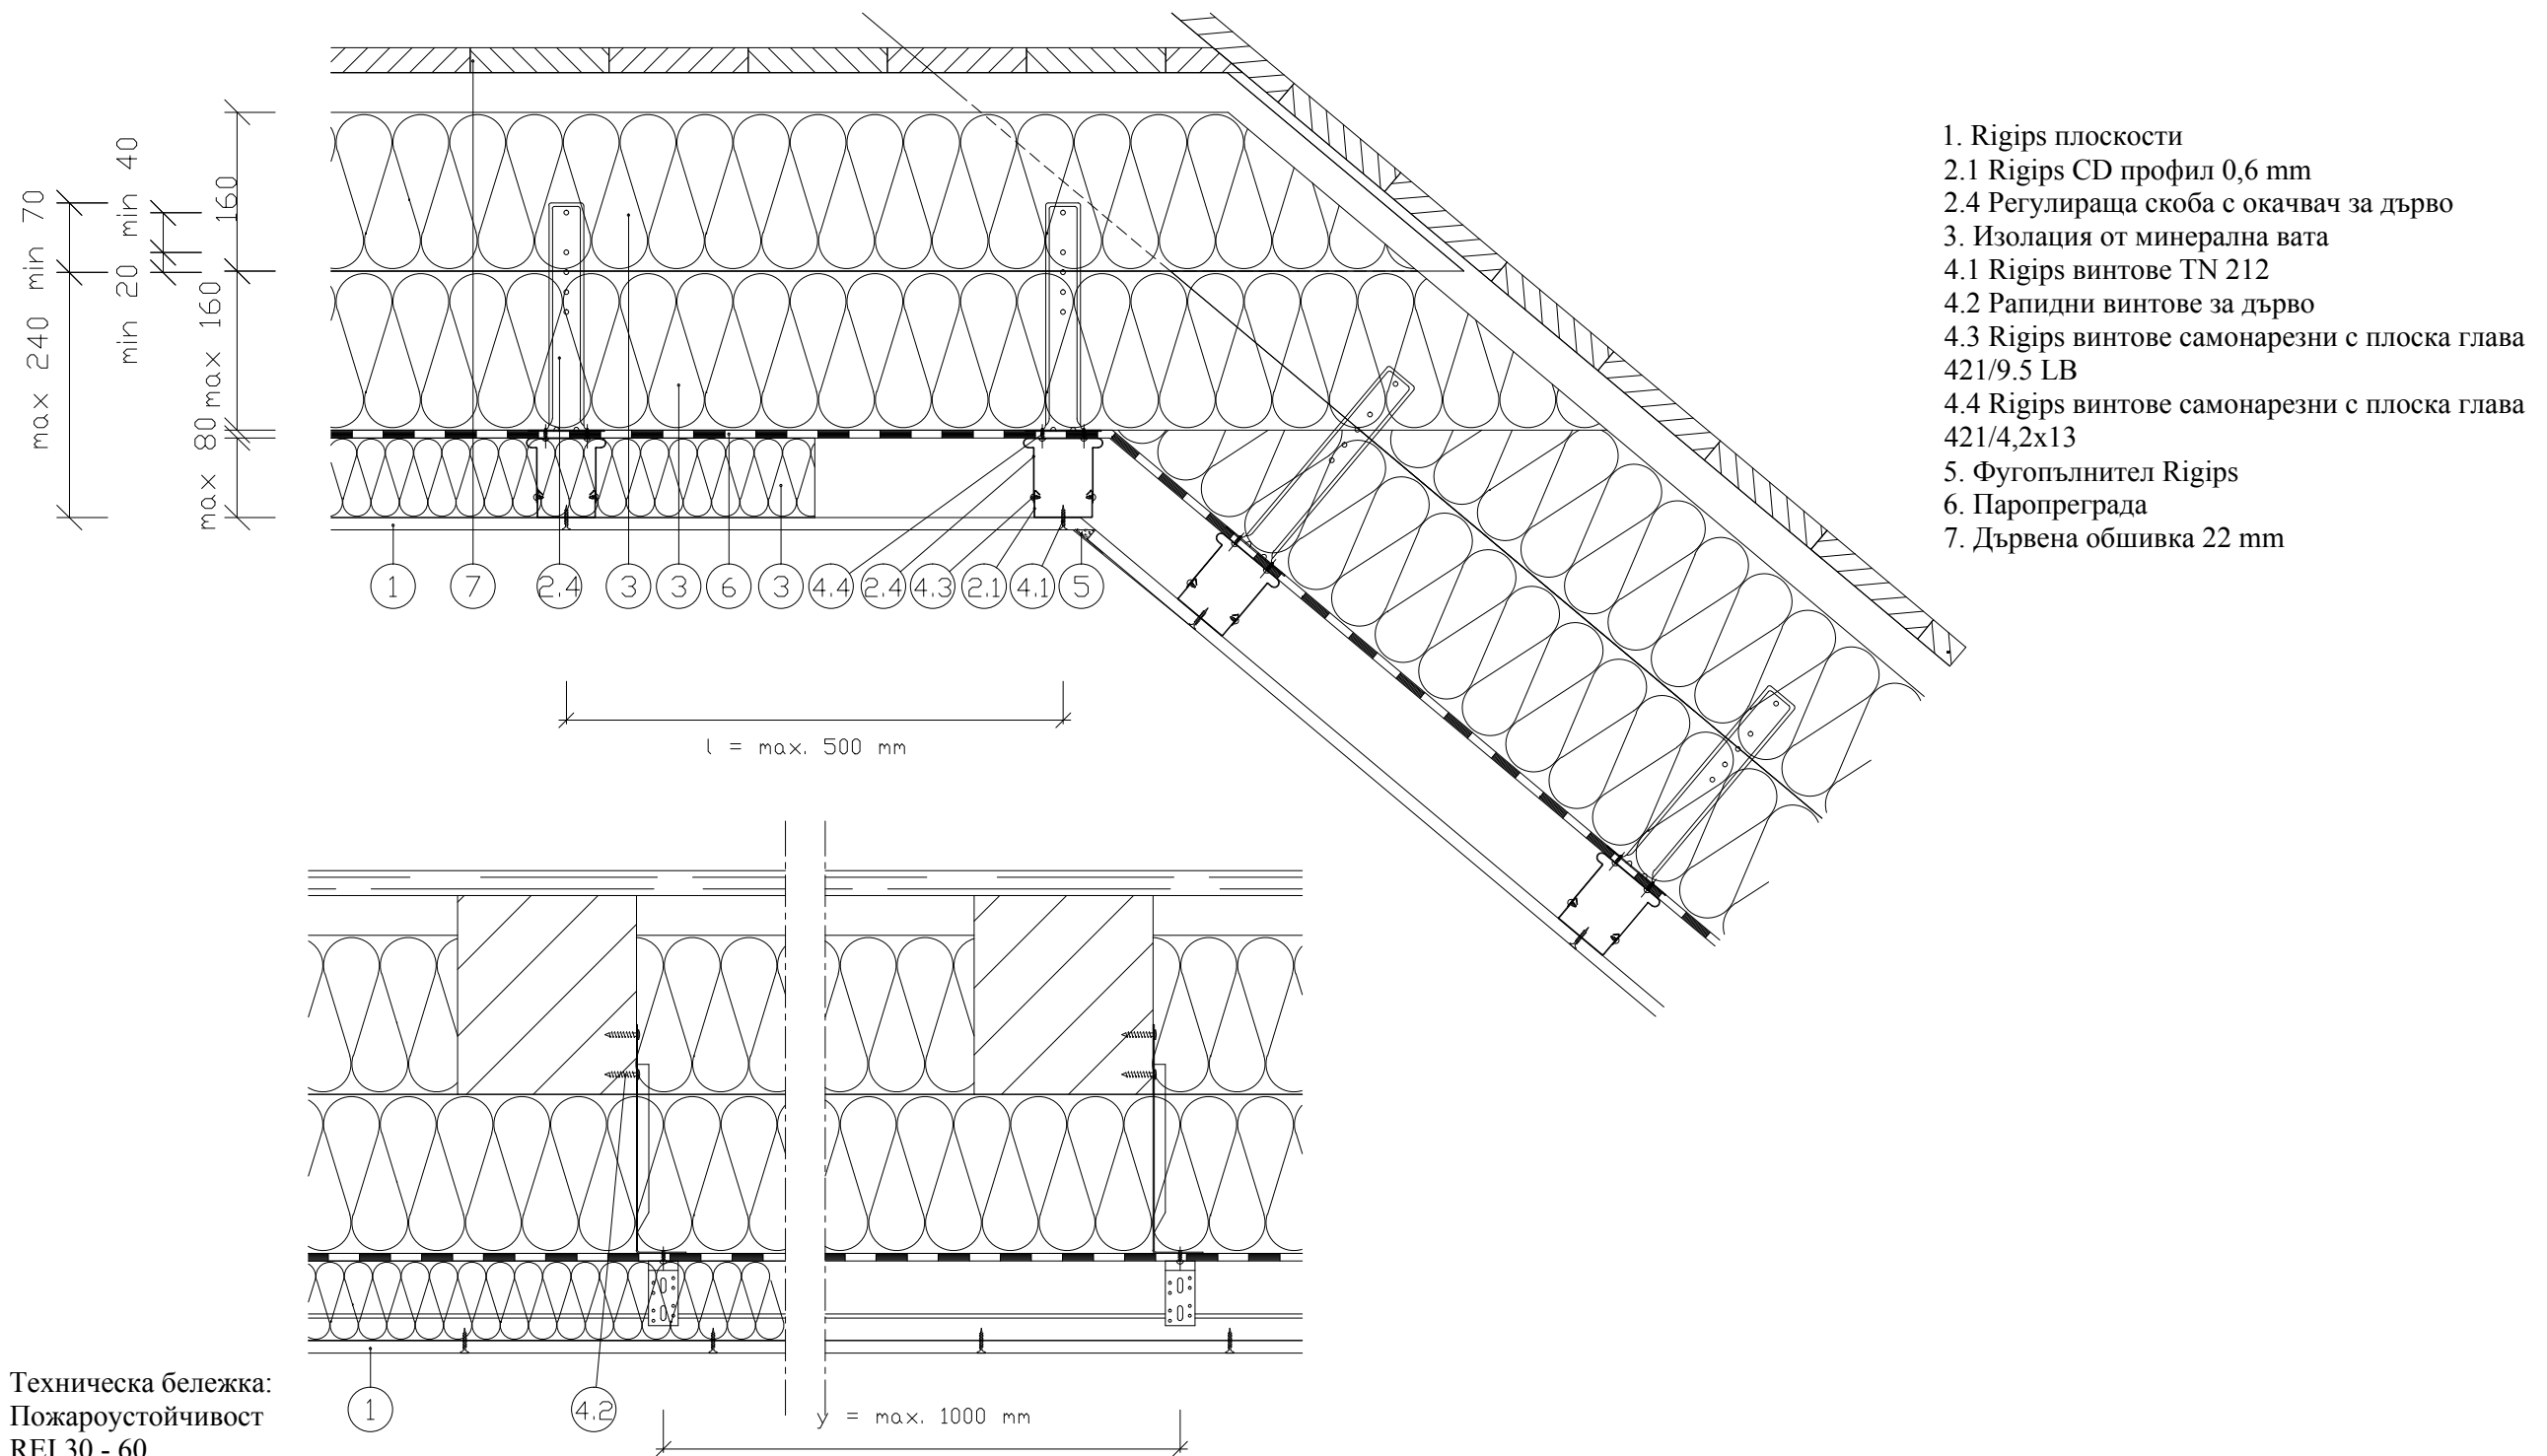 min 70
max 240
min 40
min 20
160
max 160
max 80
1. Rigips плоскости
2.1 Rigips CD профил 0,6 mm
2.4 Регулираща скоба с окачвач за дърво
3. Изолация от минерална вата
4.1 Rigips винтове TN 212
4.2 Рапидни винтове за дърво
4.3 Rigips винтове самонарезни с плоска глава
421/9.5 LB
4.4 Rigips винтове самонарезни с плоска глава
421/4,2x13
5. Фугопълнител Rigips
6. Паропреграда
7. Дървена обшивка 22 mm
1 7 2.4 3 3 6 3 4.4 2.4 4.3 2.1 4.1 5
l = max. 500 mm
1 4.2
y = max. 1000 mm
Техническа бележка:
Пожароустойчивост
REI 30 - 60